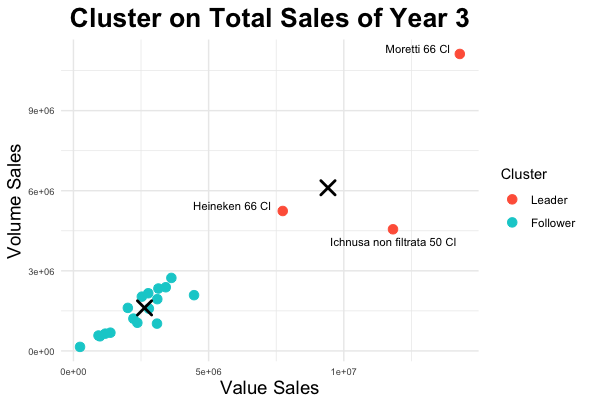 Cluster on Total Sales of Year 3
Moretti 66 Cl
9e+06
Volume Sales
Cluster
Leader
Follower
6e+06
Heineken 66 Cl
Ichnusa non filtrata 50 Cl
3e+06
0e+00
0e+00 5e+06 1e+07
Value Sales